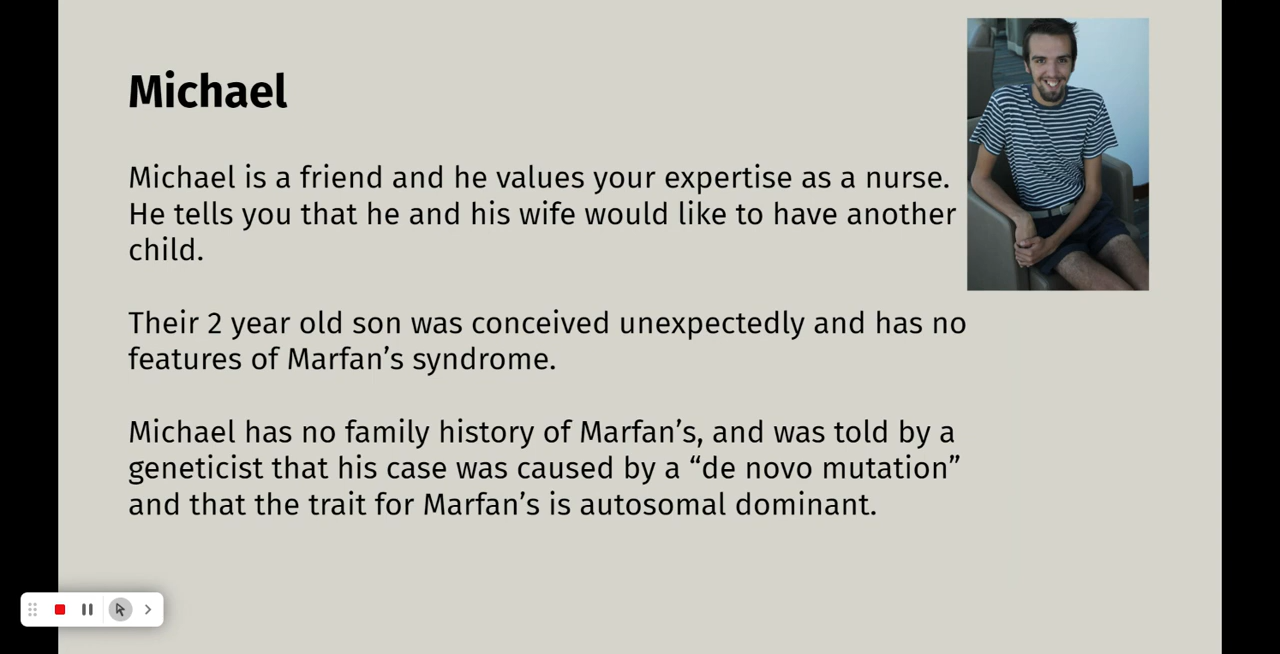 Michael
Michael is a friend and he values your expertise as a nurse.
He tells you that he and his wife would like to have another
child.
Their 2 year old son was conceived unexpectedly and has no
features of Marfan’s syndrome.
Michael has no family history of Marfan’s, and was told by a
geneticist that his case was caused by a “de novo mutation”
and that the trait for Marfan’s is autosomal dominant.